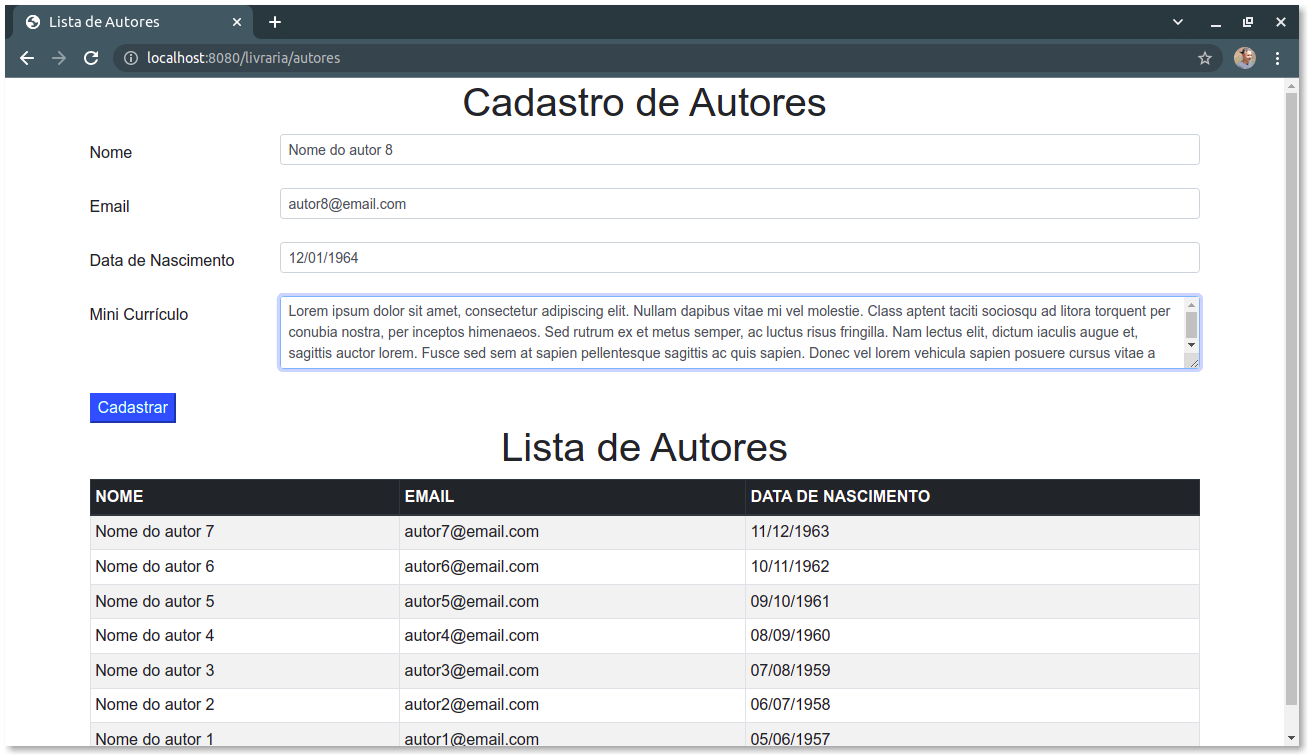 Lista de Autores
localhost:8080/livraria/autores
Cadastro de Autores
Nome
Nome do autor 8
Email
autor8@email.com
Data de Nascimento
12/01/1964
Mini Currículo
Lorem ipsum dolor sit amet, consectetur adipiscing elit. Nullam dapibus vitae mi vel molestie. Class aptent taciti sociosqu ad litora torquent per
conubia nostra, per inceptos himenaeos. Sed rutrum ex et metus semper, ac luctus risus fringilla. Nam lectus elit, dictum iaculis augue et,
sagittis auctor lorem. Fusce sed sem at sapien pellentesque sagittis ac quis sapien. Donec vel lorem vehicula sapien posuere cursus vitae a
Cadastrar
Lista de Autores
NOME EMAIL DATA DE NASCIMENTO
Nome do autor 7 autor7@email.com 11/12/1963
Nome do autor 6 autor6@email.com 10/11/1962
Nome do autor 5 autor5@email.com 09/10/1961
Nome do autor 4 autor4@email.com 08/09/1960
Nome do autor 3 autor3@email.com 07/08/1959
Nome do autor 2 autor2@email.com 06/07/1958
Nome do autor 1 autor1@email.com 05/06/1957